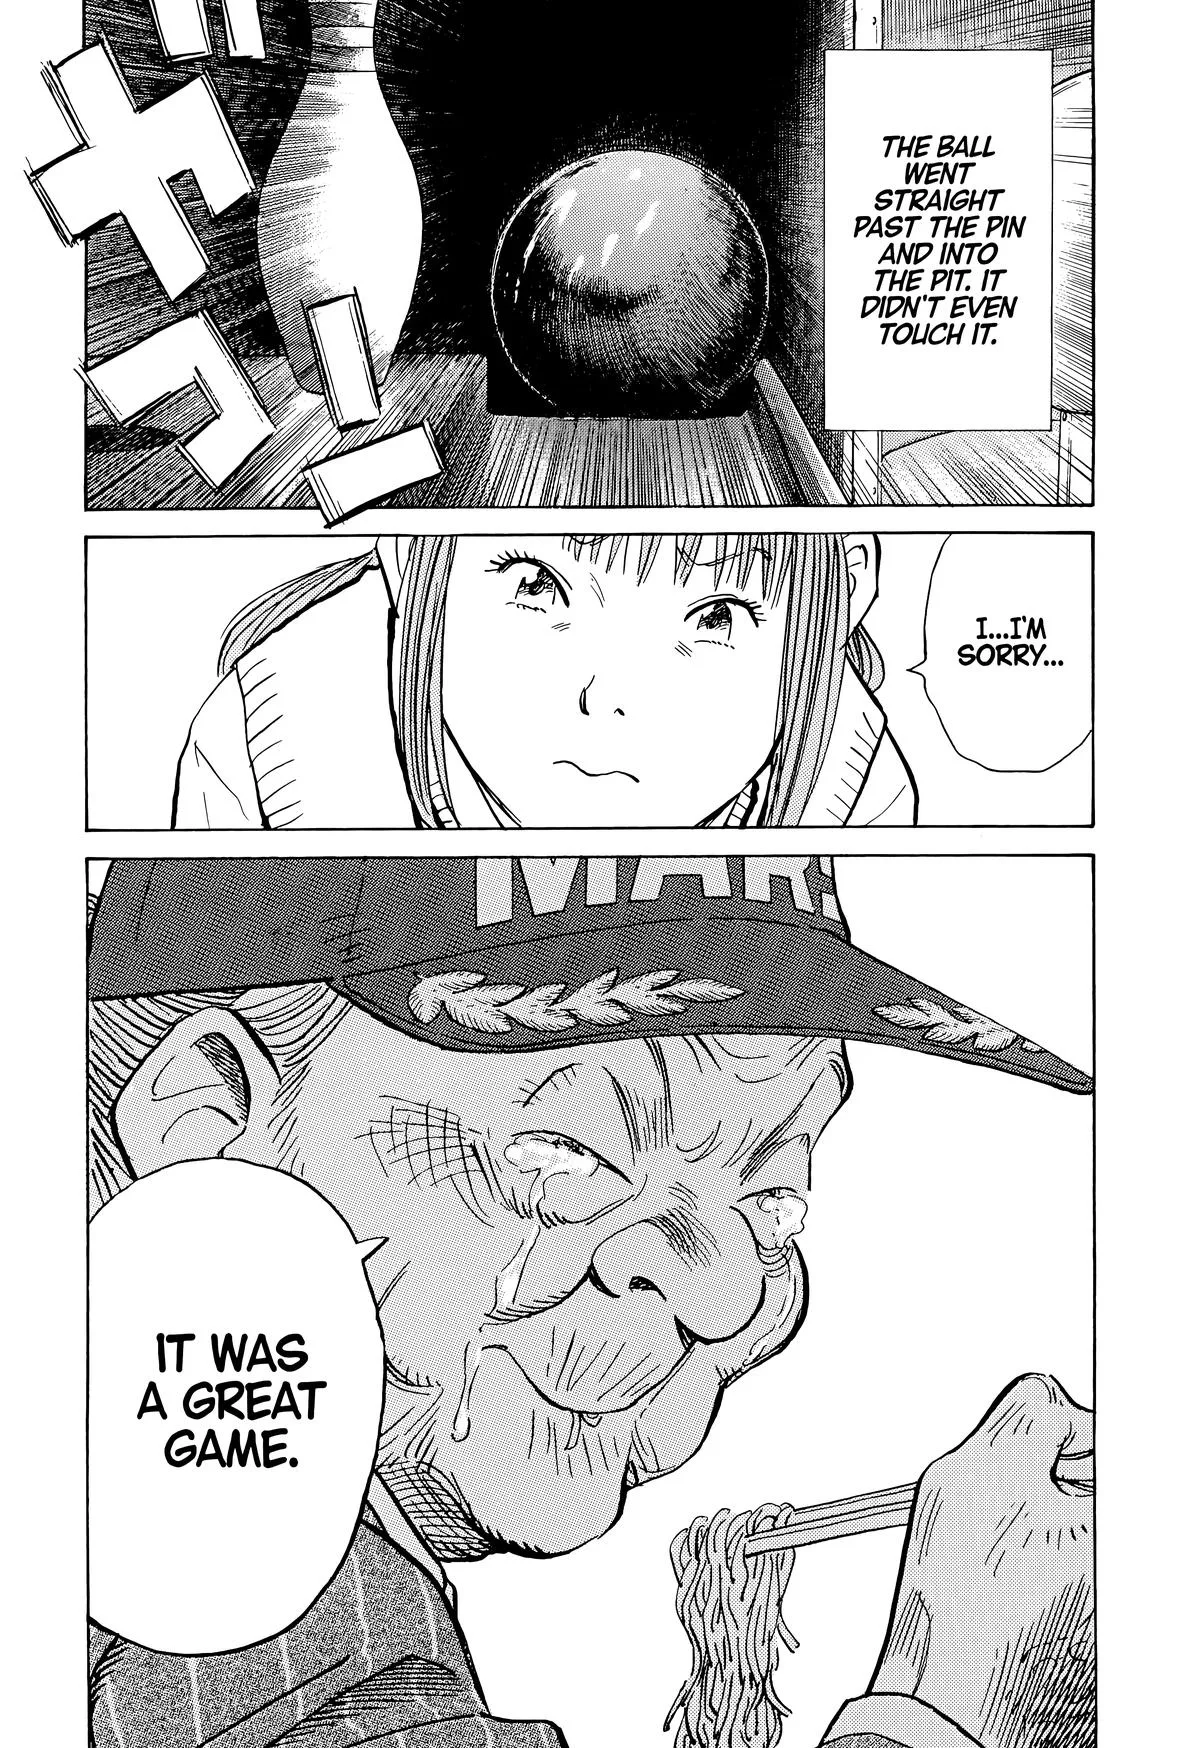 THE BALL
WENT
STRAIGHT
PAST THE PIN
AND INTO
THE PIT. IT
DIDN'T EVEN
TOUCH IT.
I...I'M
SORRY...
MAR
IT WAS
A GREAT
GAME.